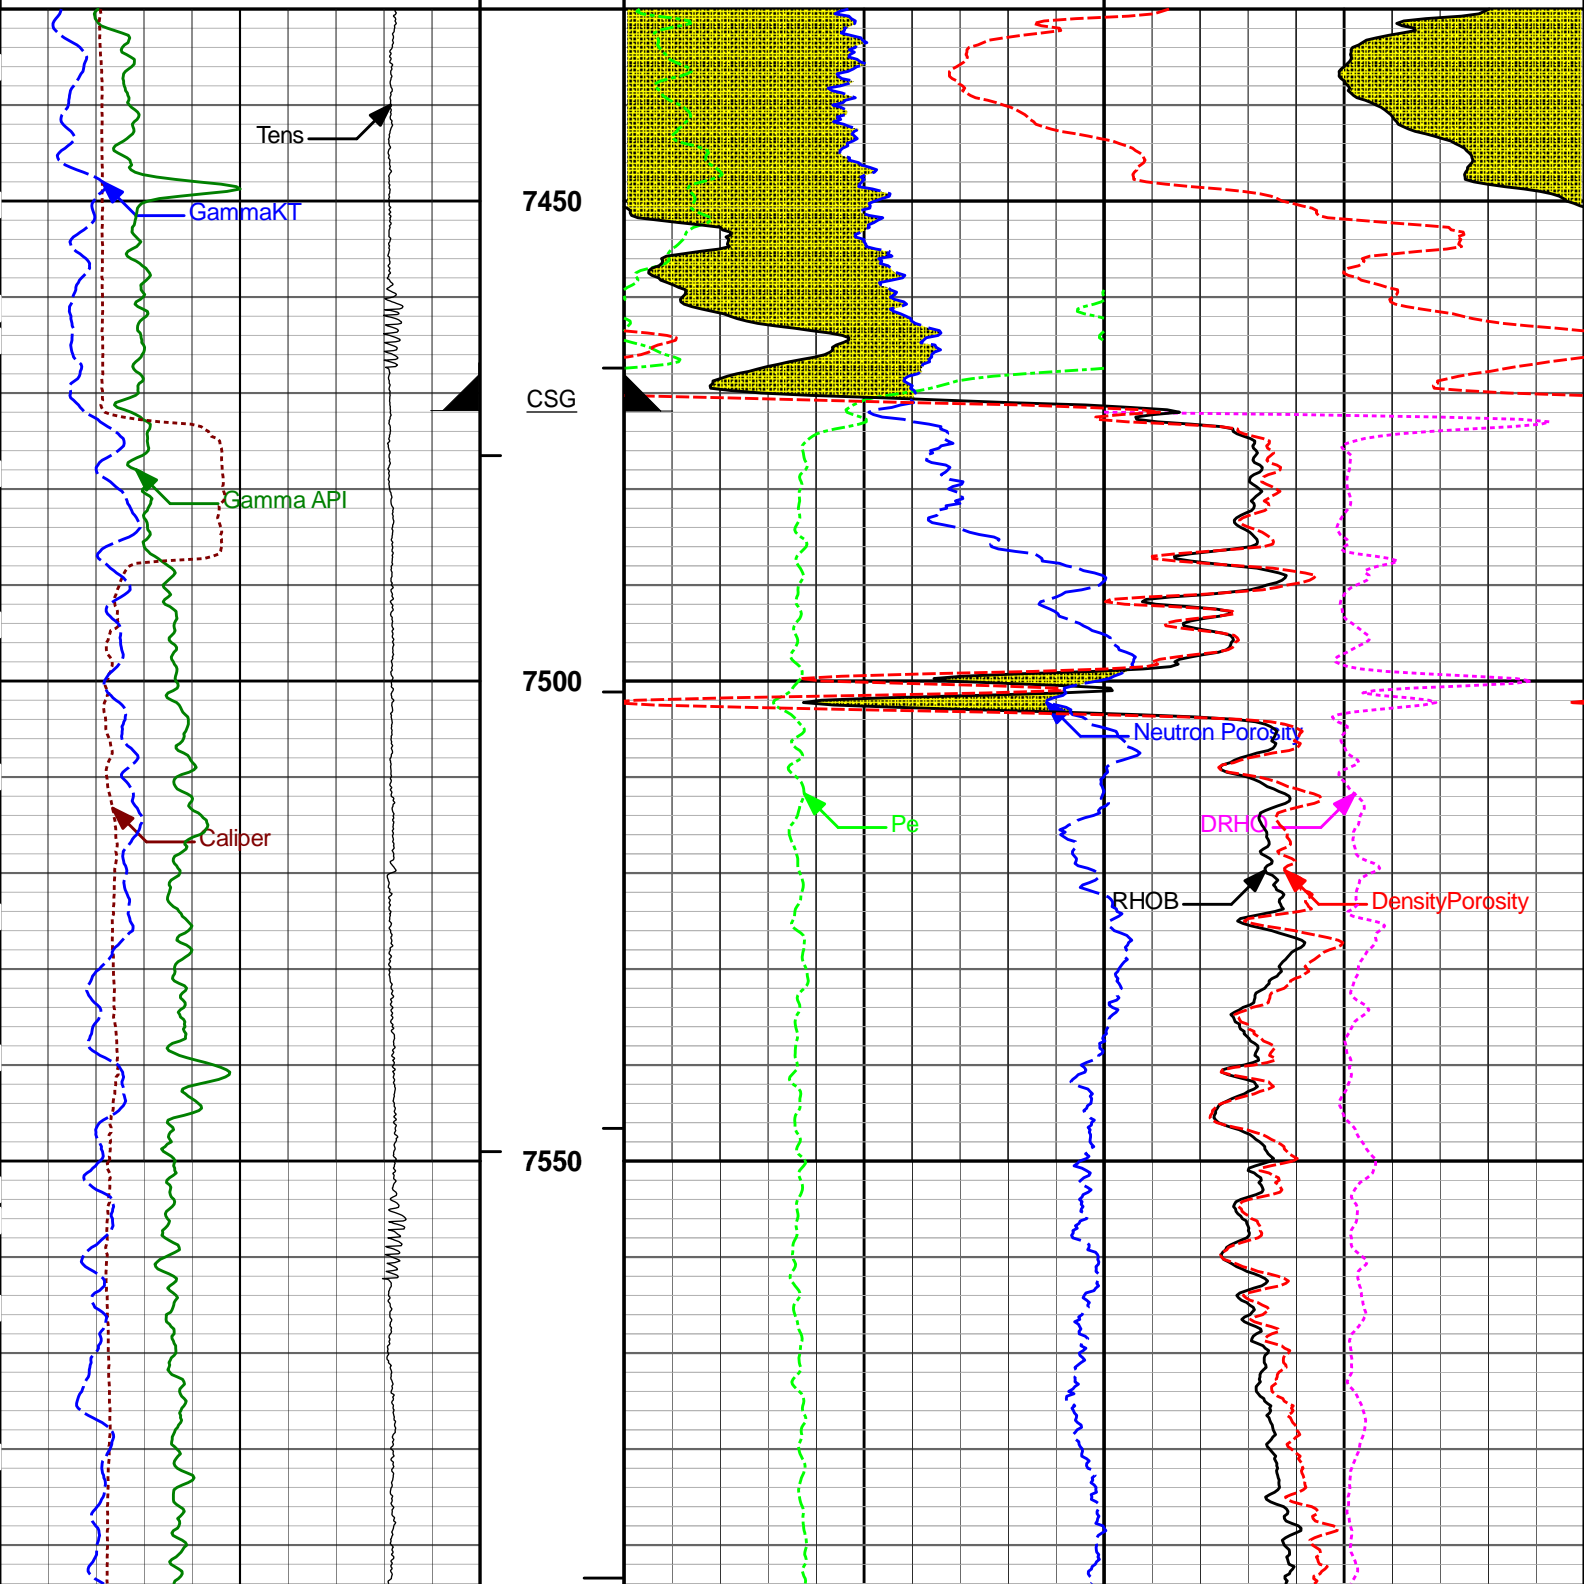 Tens
7450
GammaKT
CSG
Gamma API
7500
Neutron Porosity
Pe
DRHO
Caliper
RHOB
DensityPorosity
7550